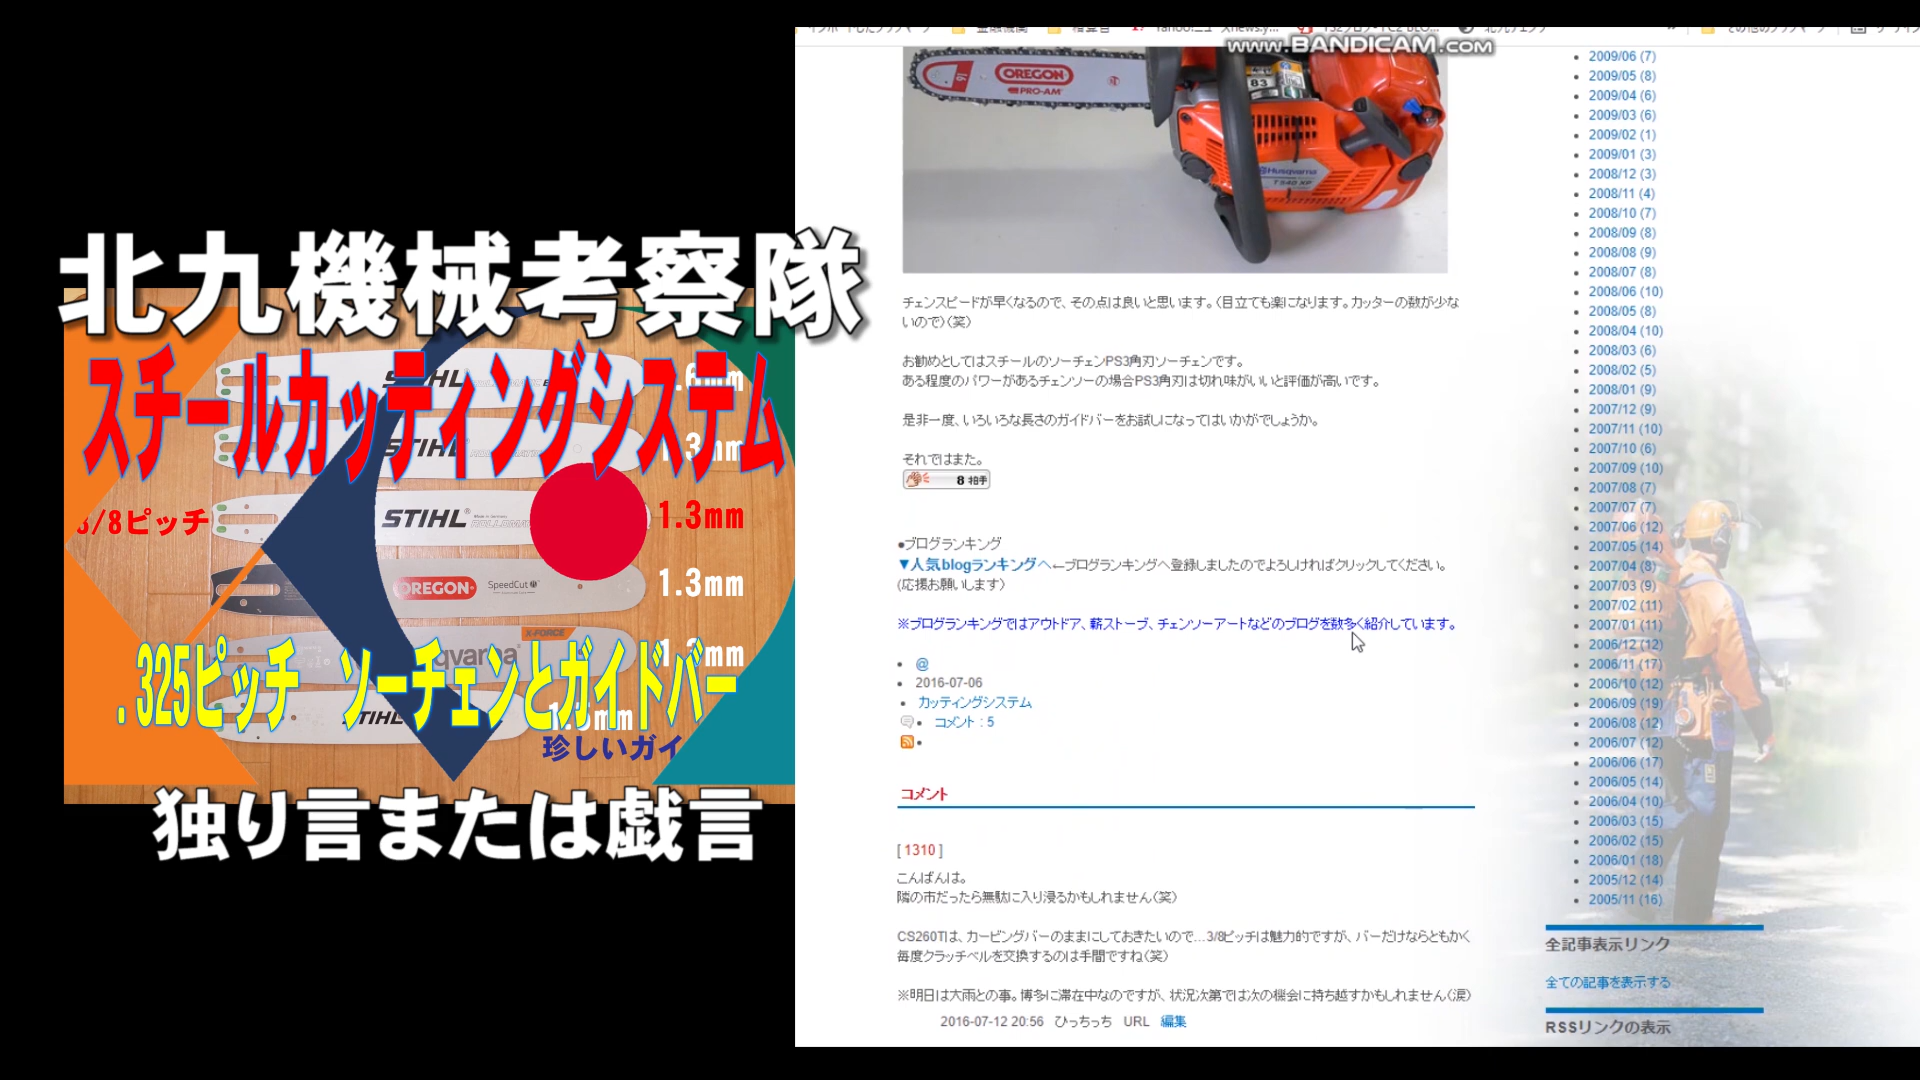 北九機械考察隊
スチールカッティングシステム
3/8ピッチ
STIHL
STIHL
STIHL
1.3mm
OREGON
SpeedCut
1.3mm
X-FORCE
.325ピッチ ソーチェンとガイドバー
STIHL
珍しいガイ
独り言または戯言
www.BANDICAM.com
16
OREGON
PRO-AM
83
Husqvarna
T540 XP
チェンスピードが早くなるので、その点は良いと思います。（目立ても楽になります。カッターの数が少な
いので）（笑）
お勧めとしてはスチールのソーチェンPS3角刃ソーチェンです。
ある程度のパワーがあるチェンソーの場合PS3角刃は切れ味がいいと評価が高いです。
是非一度、いろいろな長さのガイドバーをお試しになってはいかがでしょうか。
それではまた。
8 拍手
●ブログランキング
▼人気blogランキングへ←ブログランキングへ登録しましたのでよろしければクリックしてください。
（応援お願いします）
※ブログランキングではアウトドア、薪ストーブ、チェンソーアートなどのブログを数多く紹介しています。
@
2016-07-06
カッティングシステム
コメント : 5
コメント
[ 1310 ]
こんばんは。
隣の市だったら無駄に入り浸るかもしれません（笑）
CS260Tは、カービングバーのままにしておきたいので…3/8ピッチは魅力的ですが、バーだけならともかく
毎度クラッチベルを交換するのは手間ですね（笑）
※明日は大雨との事。博多に滞在中なのですが、状況次第では次の機会に持ち越すかもしれません（涙）
2016-07-12 20:56 ひっちっち URL 編集
2009/06 (7)
2009/05 (8)
2009/04 (6)
2009/03 (6)
2009/02 (1)
2009/01 (3)
2008/12 (3)
2008/11 (4)
2008/10 (7)
2008/09 (8)
2008/08 (9)
2008/07 (8)
2008/06 (10)
2008/05 (8)
2008/04 (10)
2008/03 (6)
2008/02 (5)
2008/01 (9)
2007/12 (9)
2007/11 (10)
2007/10 (6)
2007/09 (10)
2007/08 (7)
2007/07 (7)
2007/06 (12)
2007/05 (14)
2007/04 (8)
2007/03 (9)
2007/02 (11)
2007/01 (11)
2006/12 (12)
2006/11 (17)
2006/10 (12)
2006/09 (19)
2006/08 (12)
2006/07 (12)
2006/06 (17)
2006/05 (14)
2006/04 (10)
2006/03 (15)
2006/02 (15)
2006/01 (18)
2005/12 (14)
2005/11 (16)
全記事表示リンク
全ての記事を表示する
RSSリンクの表示